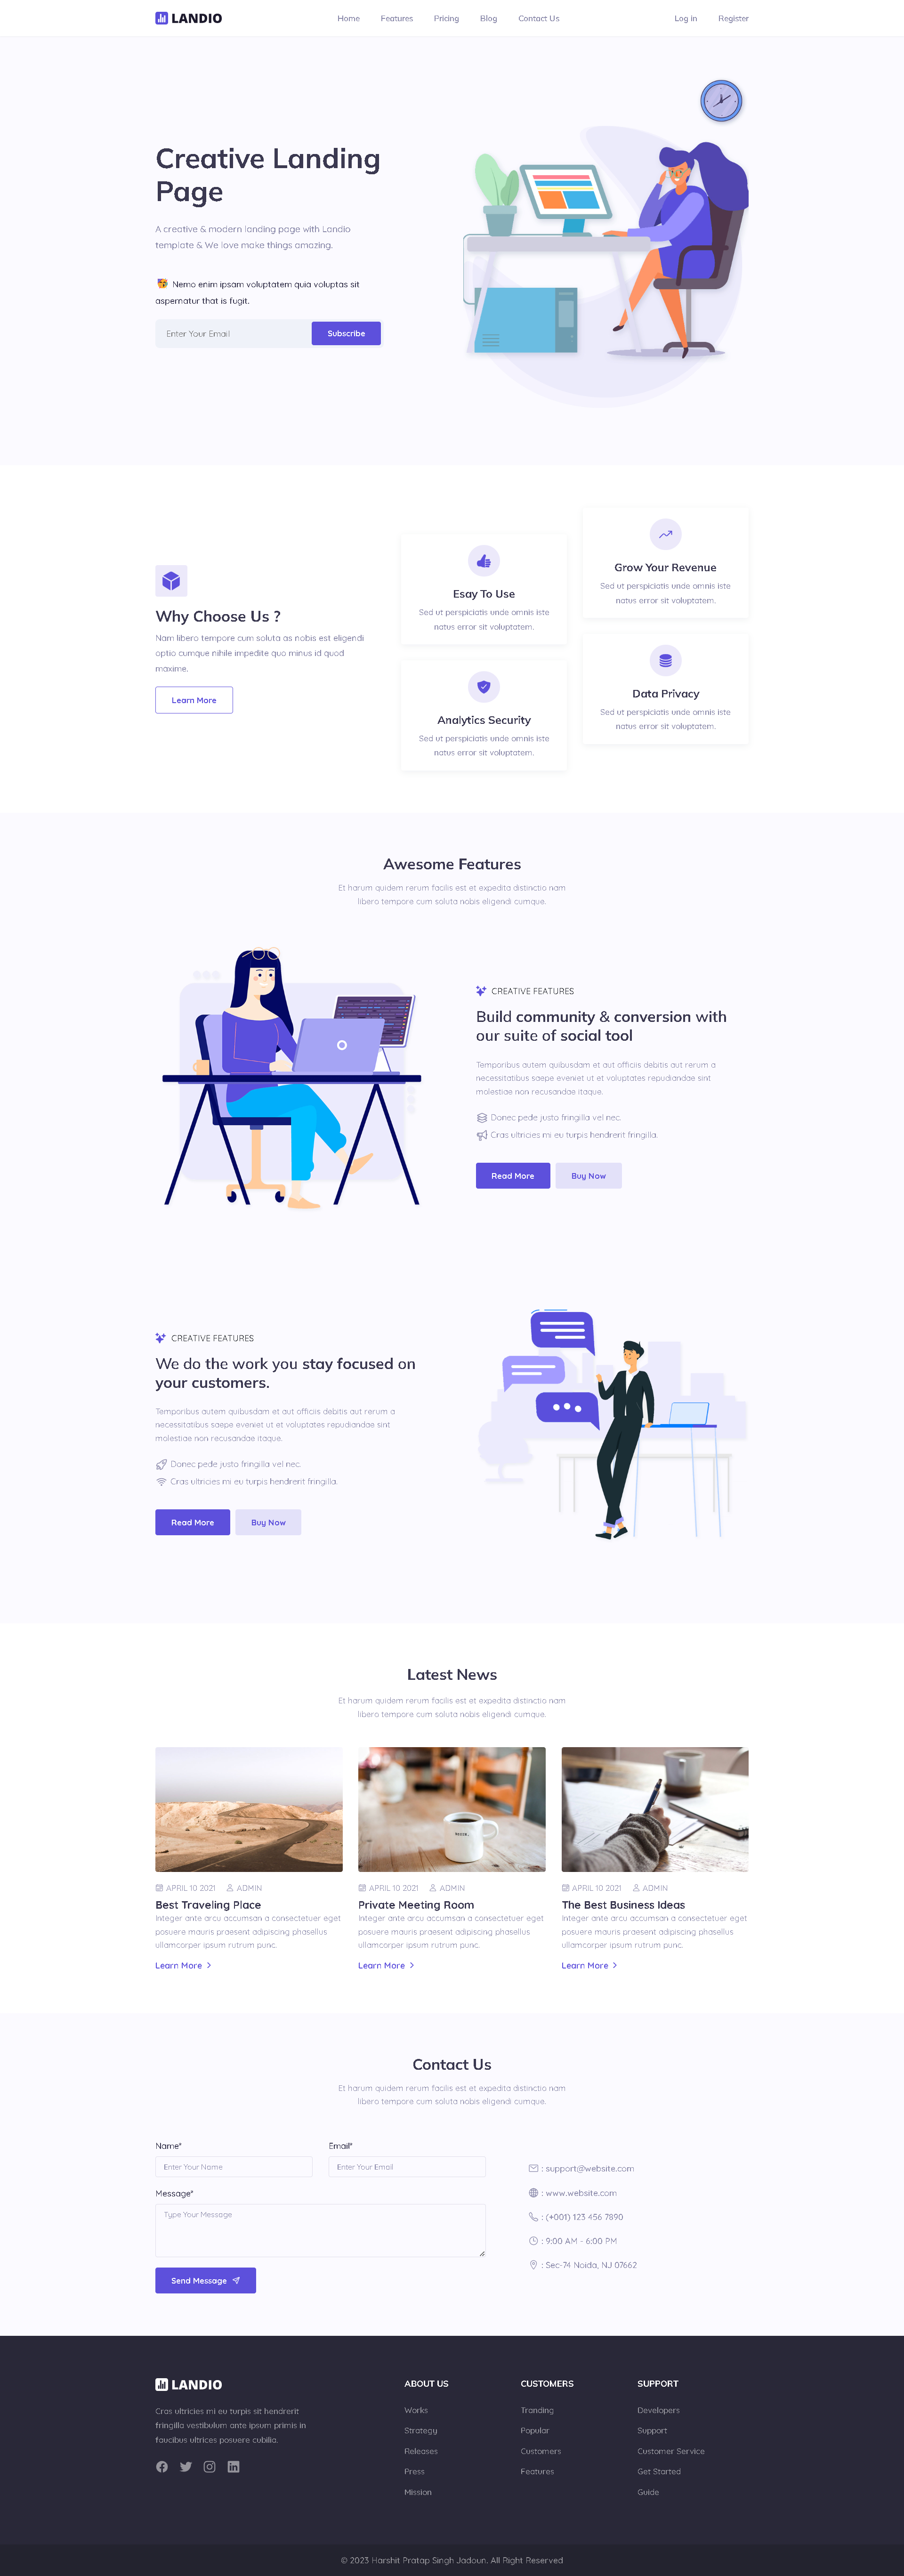 LANDIO
Home Features Pricing Blog Contact Us Log in Register
Creative Landing
Page
A creative & modern landing page with Landio
template & We love make things amazing.
Nemo enim ipsam voluptatem quia voluptas sit
aspernatur that is fugit.
Enter Your Email
Subscribe
Why Choose Us ?
Nam libero tempore cum soluta as nobis est eligendi
optio cumque nihile impedite quo minus id quod
maxime.
Learn More
Esay To Use
Sed ut perspiciatis unde omnis iste
natus error sit voluptatem.
Analytics Security
Sed ut perspiciatis unde omnis iste
natus error sit voluptatem.
Grow Your Revenue
Sed ut perspiciatis unde omnis iste
natus error sit voluptatem.
Data Privacy
Sed ut perspiciatis unde omnis iste
natus error sit voluptatem.
Awesome Features
Et harum quidem rerum facilis est et expedita distinctio nam
libero tempore cum soluta nobis eligendi cumque.
CREATIVE FEATURES
Build community & conversion with
our suite of social tool
Temporibus autem quibusdam et aut officiis debitis aut rerum a
necessitatibus saepe eveniet ut et voluptates repudiandae sint
molestiae non recusandae itaque.
Donec pede justo fringilla vel nec.
Cras ultricies mi eu turpis hendrerit fringilla.
Read More
Buy Now
CREATIVE FEATURES
We do the work you stay focused on
your customers.
Temporibus autem quibusdam et aut officiis debitis aut rerum a
necessitatibus saepe eveniet ut et voluptates repudiandae sint
molestiae non recusandae itaque.
Donec pede justo fringilla vel nec.
Cras ultricies mi eu turpis hendrerit fringilla.
Read More
Buy Now
Latest News
Et harum quidem rerum facilis est et expedita distinctio nam
libero tempore cum soluta nobis eligendi cumque.
APRIL 10 2021 ADMIN
Best Traveling Place
Integer ante arcu accumsan a consectetuer eget
posuere mauris praesent adipiscing phasellus
ullamcorper ipsum rutrum punc.
Learn More
APRIL 10 2021 ADMIN
Private Meeting Room
Integer ante arcu accumsan a consectetuer eget
posuere mauris praesent adipiscing phasellus
ullamcorper ipsum rutrum punc.
Learn More
APRIL 10 2021 ADMIN
The Best Business Ideas
Integer ante arcu accumsan a consectetuer eget
posuere mauris praesent adipiscing phasellus
ullamcorper ipsum rutrum punc.
Learn More
Contact Us
Et harum quidem rerum facilis est et expedita distinctio nam
libero tempore cum soluta nobis eligendi cumque.
Name*
Enter Your Name
Email*
Enter Your Email
Message*
Type Your Message
Send Message
: support@website.com
: www.website.com
: (+001) 123 456 7890
: 9:00 AM - 6:00 PM
: Sec-74 Noida, NJ 07662
LANDIO
Cras ultricies mi eu turpis sit hendrerit
fringilla vestibulum ante ipsum primis in
faucibus ultrices posuere cubilia.
ABOUT US
Works
Strategy
Releases
Press
Mission
CUSTOMERS
Tranding
Popular
Customers
Features
SUPPORT
Developers
Support
Customer Service
Get Started
Guide
© 2023 Harshit Pratap Singh Jadoun. All Right Reserved